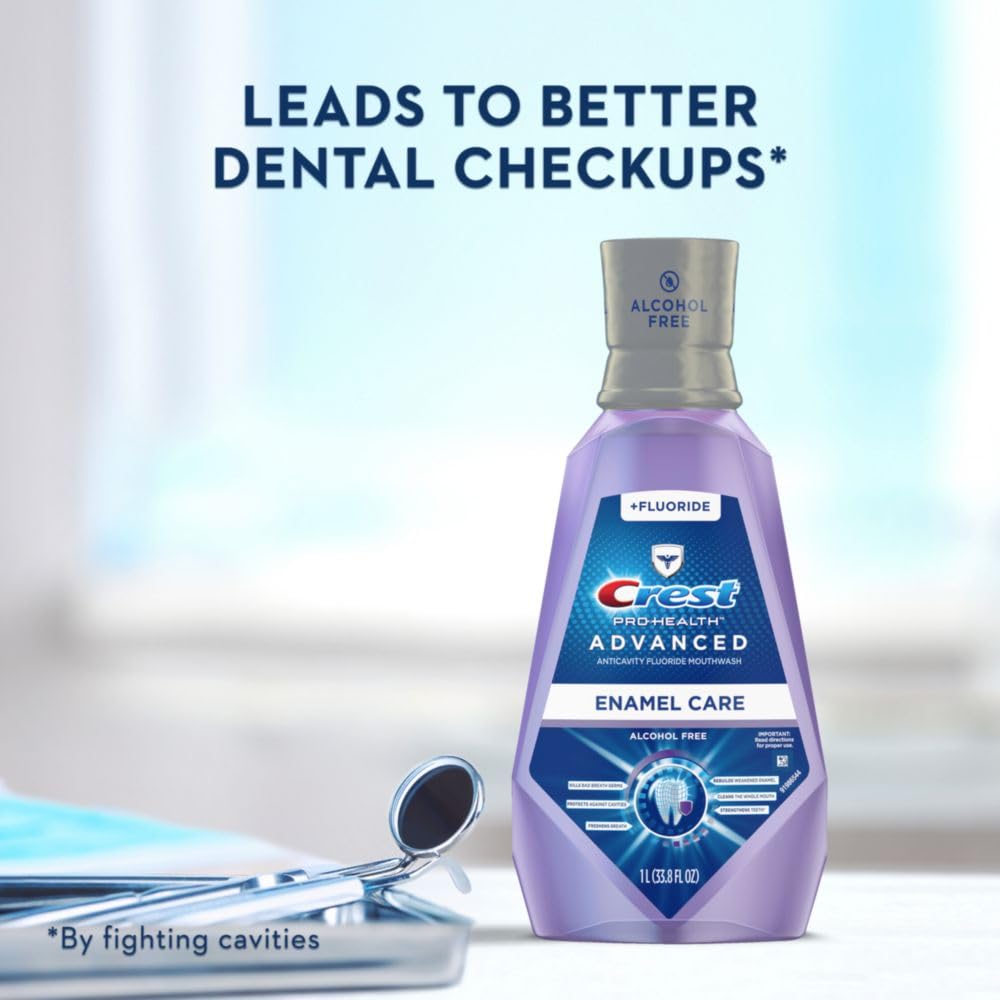 LEADS TO BETTER
DENTAL CHECKUPS*
ALCOHOL
FREE
+FLUORIDE
Crest
PRO-HEALTH™
ADVANCED
ANTICAVITY FLUORIDE MOUTHWASH
ENAMEL CARE
ALCOHOL FREE
IMPORTANT:
Read directions
for proper use.
KILLS BAD BREATH GERMS
PROTECTS AGAINST CAVITIES
FRESHENS BREATH
REBUILDS WEAKENED ENAMEL
CLEANS THE WHOLE MOUTH
STRENGTHENS TEETH
91966544
1 L (33.8 FL OZ)
*By fighting cavities